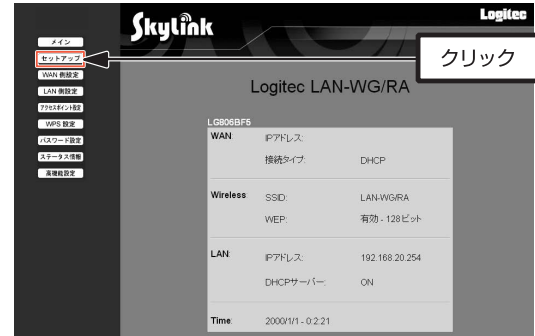 Skylink
Logitec
メイン
セットアップ
WAN 側設定
LAN 側設定
アクセスポイント設定
WPS 設定
パスワード設定
ステータス情報
高機能設定
クリック
Logitec LAN-WG/RA
LG806BF5
WAN: IPアドレス:
接続タイプ: DHCP
Wireless SSID: LAN-WG/RA
WEP: 有効 - 128ビット
LAN: IPアドレス: 192.168.20.254
DHCPサーバー: ON
Time: 2000/1/1 - 0:2:21